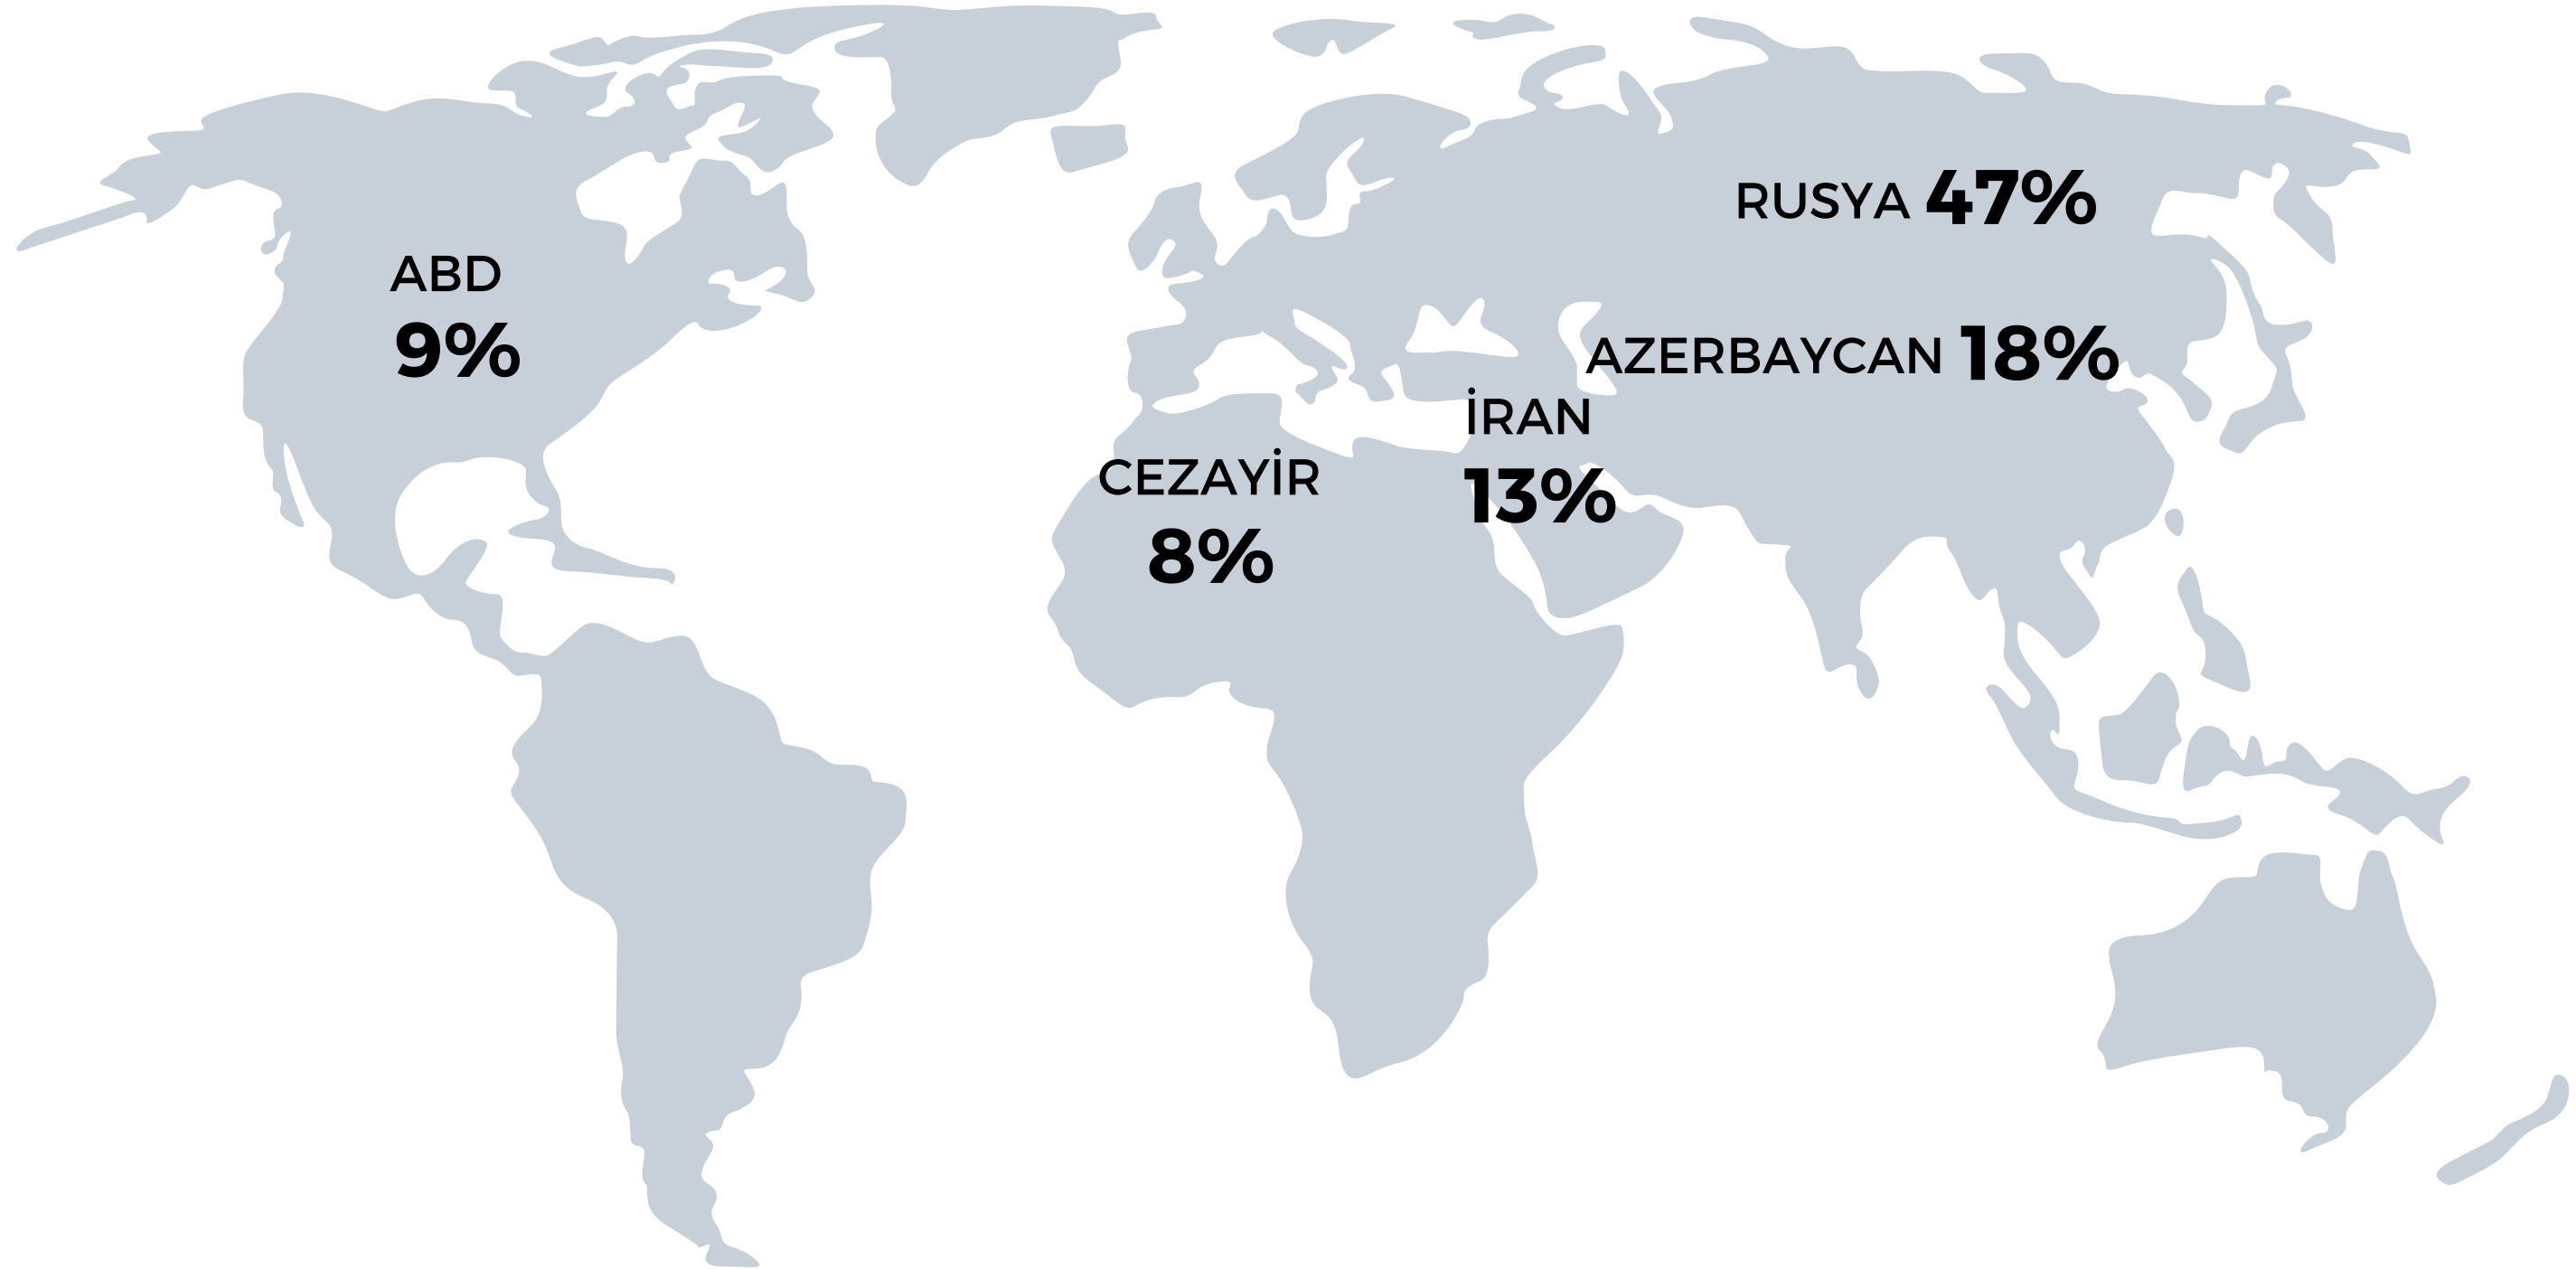 RUSYA 47%
ABD
9%
AZERBAYCAN 18%
İRAN
13%
CEZAYİR
8%